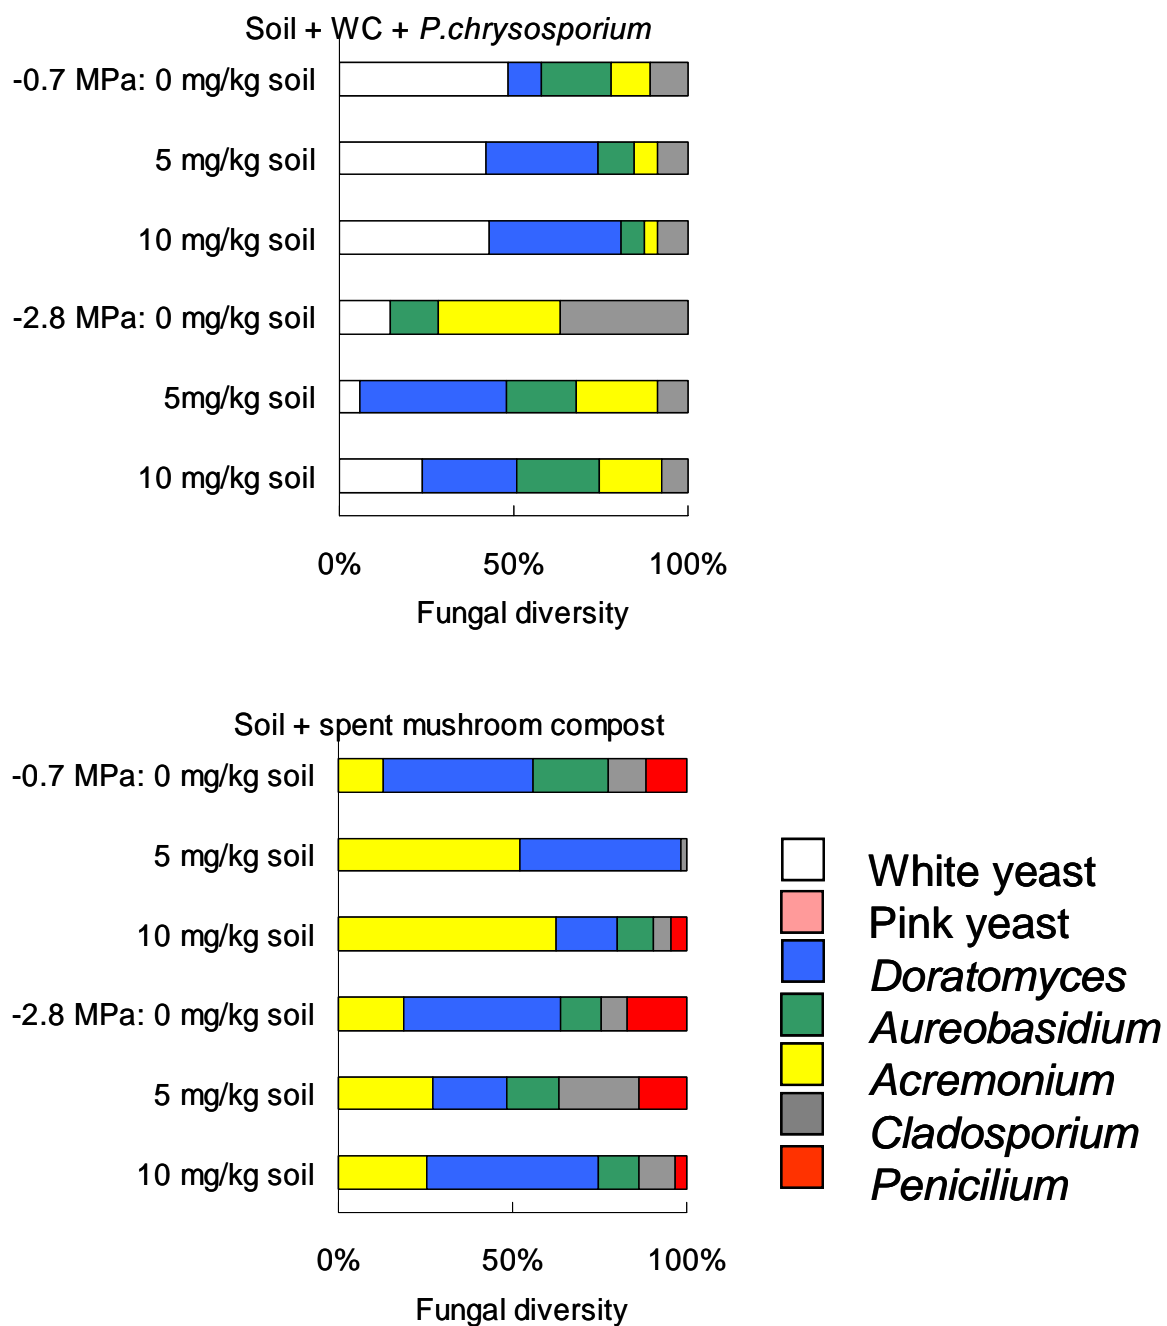 Soil + WC + P.chrysosporium
-0.7 MPa: 0 mg/kg soil
5 mg/kg soil
10 mg/kg soil
-2.8 MPa: 0 mg/kg soil
5mg/kg soil
10 mg/kg soil
0% 50% 100%
Fungal diversity
Soil + spent mushroom compost
-0.7 MPa: 0 mg/kg soil
5 mg/kg soil
10 mg/kg soil
-2.8 MPa: 0 mg/kg soil
5 mg/kg soil
10 mg/kg soil
0% 50% 100%
Fungal diversity
White yeast
Pink yeast
Doratomyces
Aureobasidium
Acremonium
Cladosporium
Penicilium